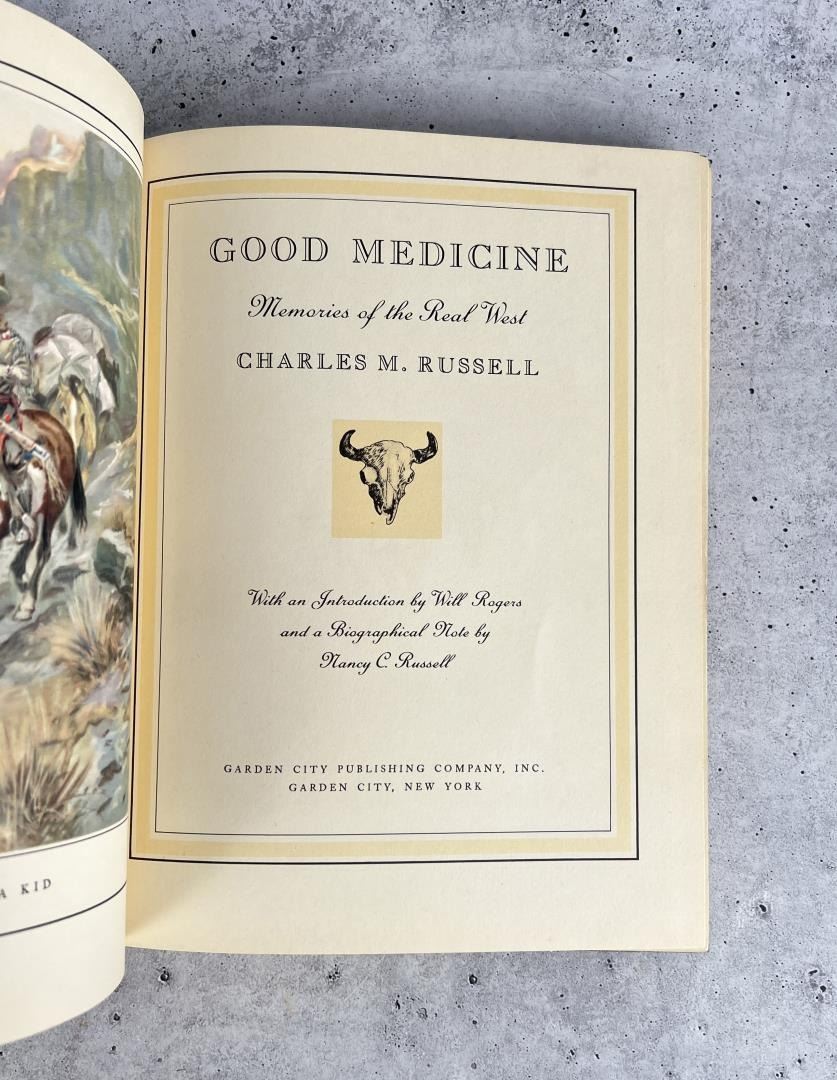 A KID
GOOD MEDICINE
Memories of the Real West
CHARLES M. RUSSELL
With an Introduction by Will Rogers
and a Biographical Note by
Nancy C. Russell
GARDEN CITY PUBLISHING COMPANY, INC.
GARDEN CITY, NEW YORK